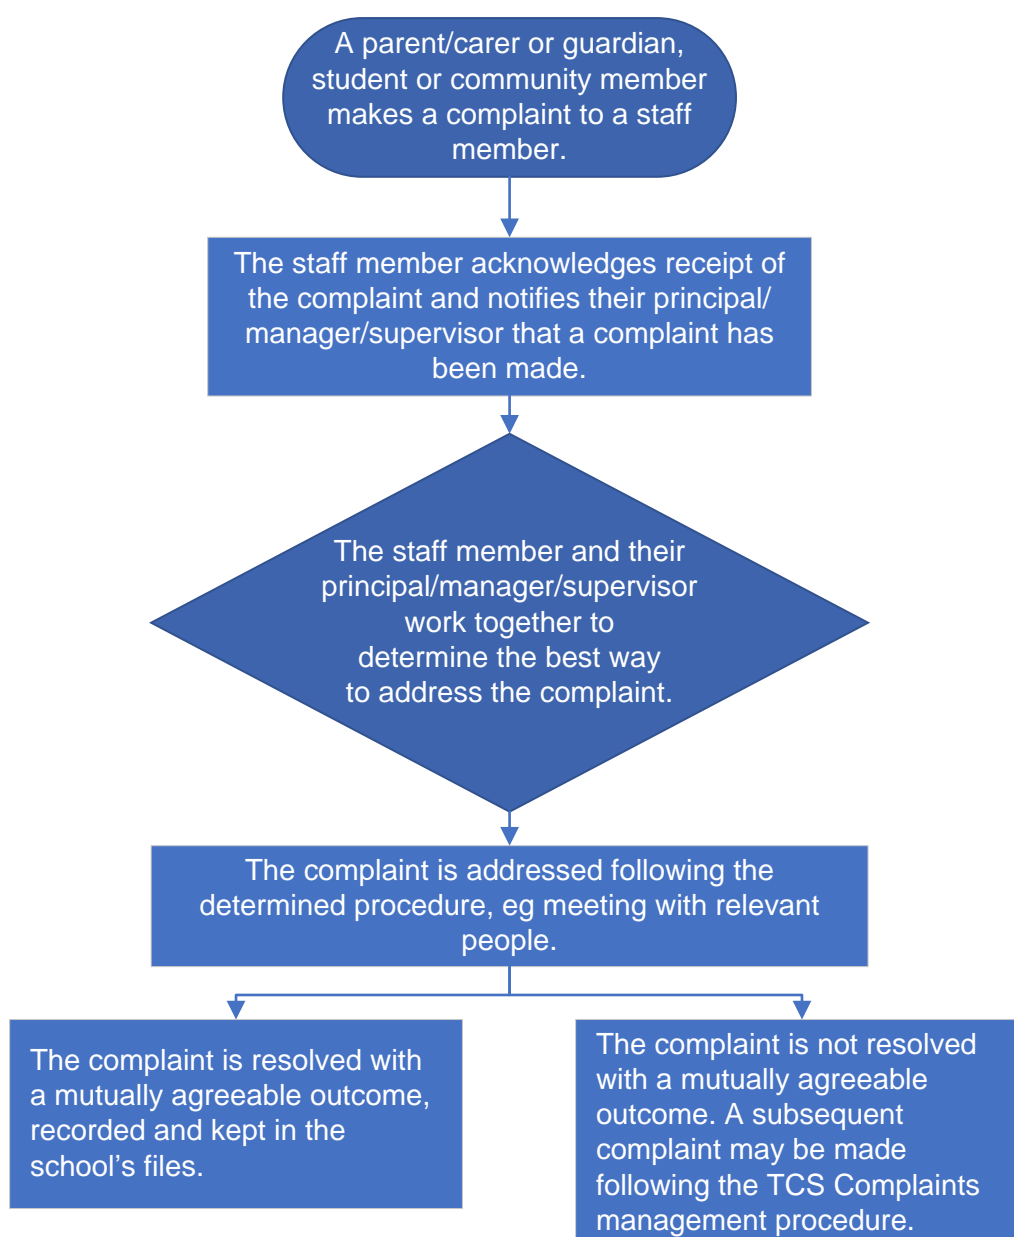 A parent/carer or guardian,
student or community member
makes a complaint to a staff
member.
The staff member acknowledges receipt of
the complaint and notifies their principal/
manager/supervisor that a complaint has
been made.
The staff member and their
principal/manager/supervisor
work together to
determine the best way
to address the complaint.
The complaint is addressed following the
determined procedure, eg meeting with relevant
people.
The complaint is resolved with
a mutually agreeable outcome,
recorded and kept in the
school’s files.
The complaint is not resolved
with a mutually agreeable
outcome. A subsequent
complaint may be made
following the TCS Complaints
management procedure.